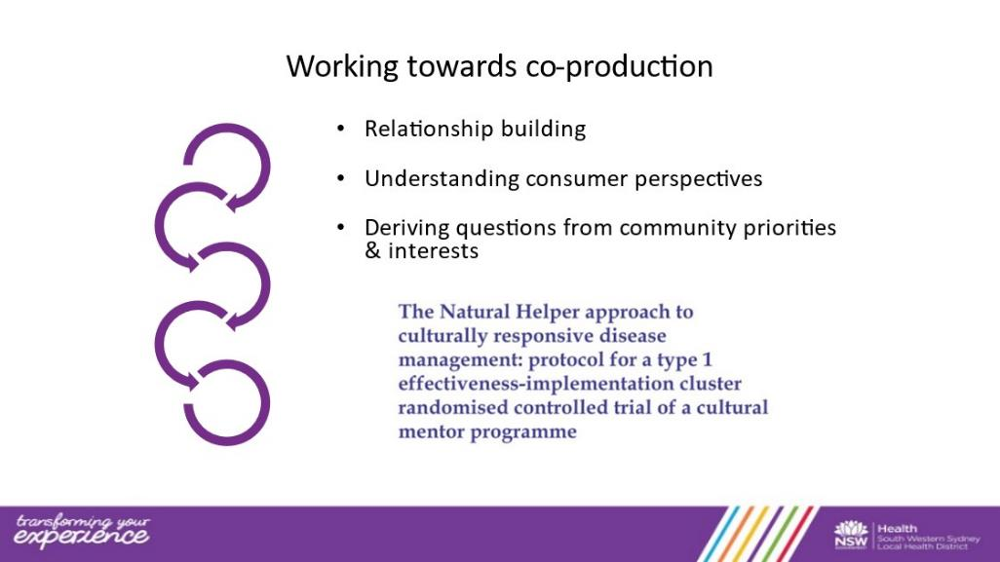 Working towards co-production
• Relationship building
• Understanding consumer perspectives
• Deriving questions from community priorities
& interests
The Natural Helper approach to
culturally responsive disease
management: protocol for a type 1
effectiveness-implementation cluster
randomised controlled trial of a cultural
mentor programme
transforming your
experience
NSW
GOVERNMENT
Health
South Western Sydney
Local Health District